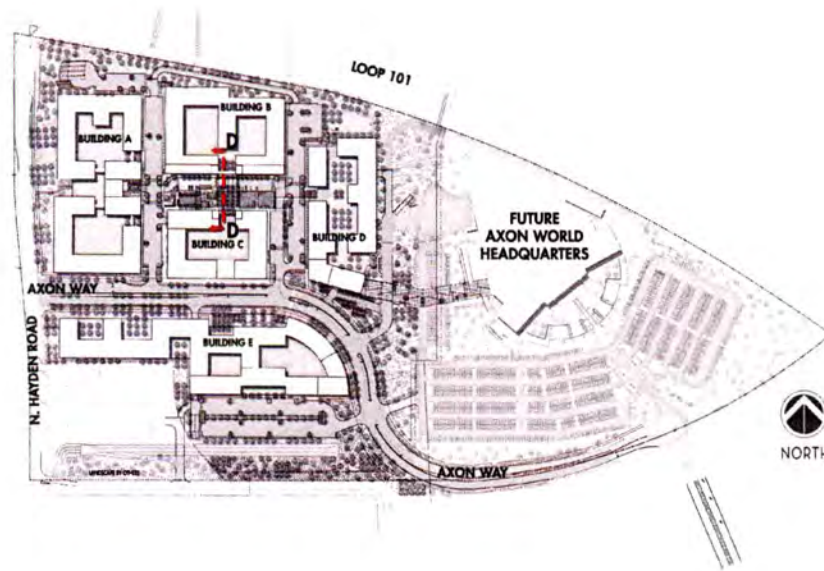 LOOP 101
BUILDING B
BUILDING A
D
D
BUILDING C
BUILDING D
FUTURE
AXON WORLD
HEADQUARTERS
AXON WAY
N. HAYDEN ROAD
BUILDING E
AXON WAY
NORTH